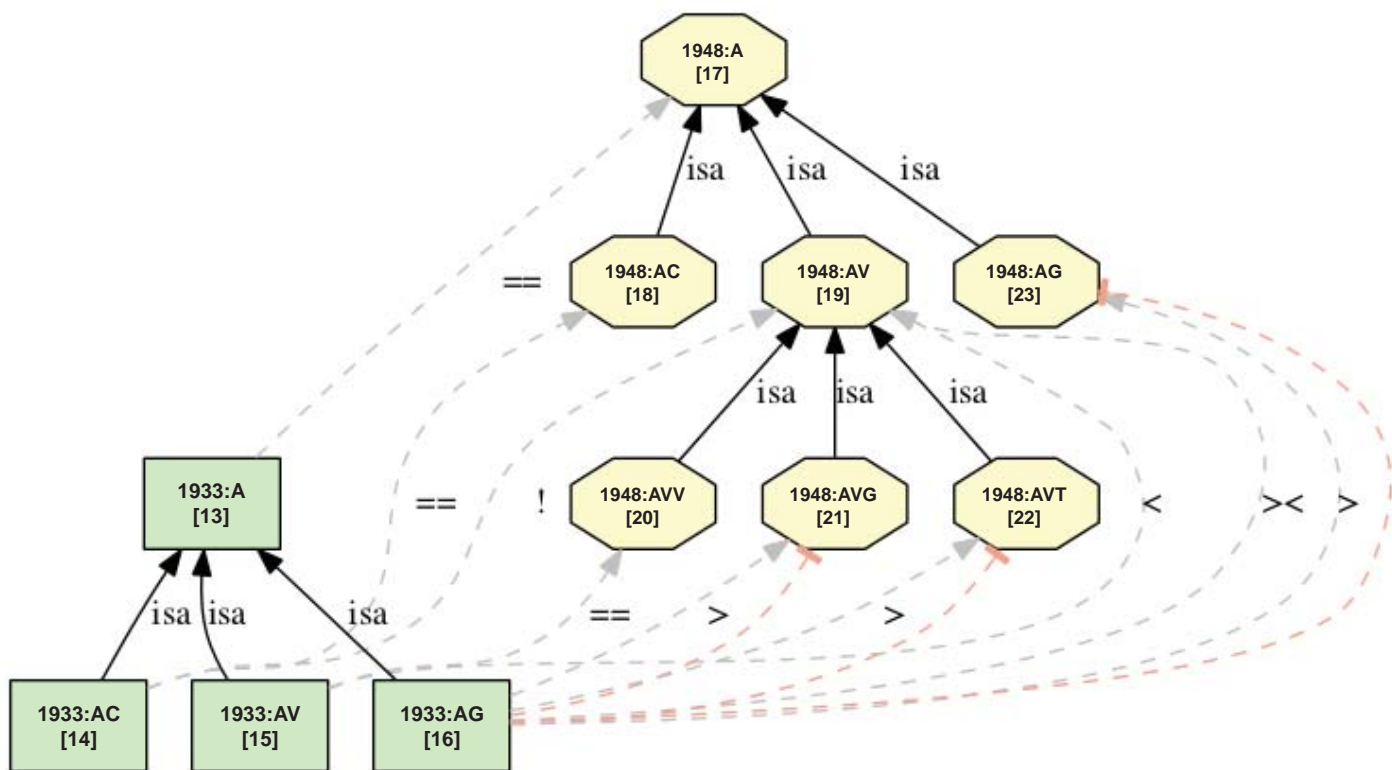 1948:A
[17]
isa
isa
isa
==
1948:AC
[18]
1948:AV
[19]
1948:AG
[23]
isa
isa
isa
1933:A
[13]
==
!
1948:AVV
[20]
1948:AVG
[21]
1948:AVT
[22]
<
><
>
isa
isa
isa
==
>
>
1933:AC
[14]
1933:AV
[15]
1933:AG
[16]